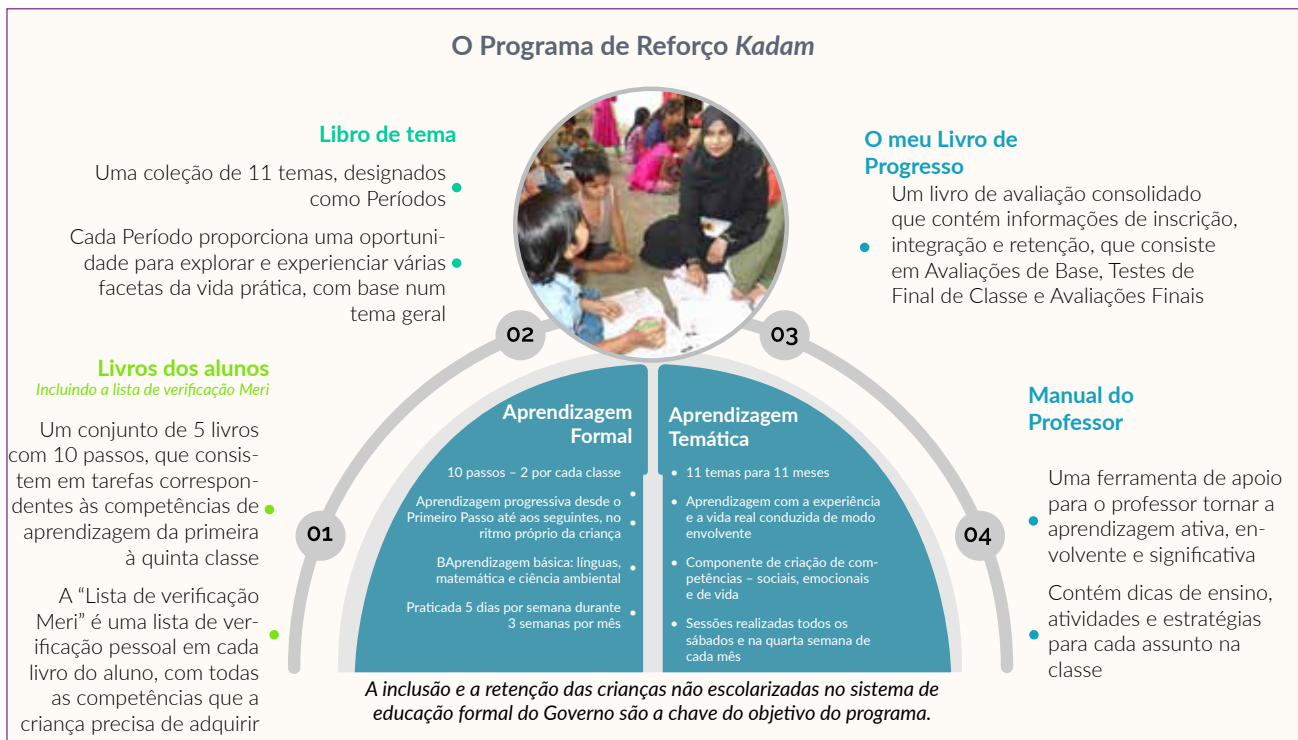 O Programa de Reforço Kadam
Libro de tema
Uma coleção de 11 temas, designados
como Períodos
Cada Período proporciona uma oportuni-
dade para explorar e experienciar várias
facetas da vida prática, com base num
tema geral
02
Livros dos alunos
Incluindo a lista de verificação Meri
Um conjunto de 5 livros
com 10 passos, que consis-
tem em tarefas correspon-
dentes às competências de
aprendizagem da primeira
à quinta classe
A “Lista de verificação
Meri” é uma lista de ver-
ificação pessoal em cada
livro do aluno, com todas
as competências que a
criança precisa de adquirir
01
Aprendizagem
Formal
10 passos – 2 por cada classe
Aprendizagem progressiva desde o
Primeiro Passo até aos seguintes, no
ritmo próprio da criança
BAprendizagem básica: línguas,
matemática e ciência ambiental
Praticada 5 dias por semana durante
3 semanas por mês
Aprendizagem
Temática
11 temas para 11 meses
Aprendizagem com a experiência
e a vida real conduzida de modo
envolvente
Componente de criação de com-
petências – sociais, emocionais
e de vida
Sessões realizadas todos os
sábados e na quarta semana de
cada mês
O meu Livro de
Progresso
Um livro de avaliação consolidado
que contém informações de inscrição,
integração e retenção, que consiste
em Avaliações de Base, Testes de
Final de Classe e Avaliações Finais
03
Manual do
Professor
Uma ferramenta de apoio
para o professor tornar a
aprendizagem ativa, en-
volvente e significativa
Contém dicas de ensino,
atividades e estratégias
para cada assunto na
classe
04
A inclusão e a retenção das crianças não escolarizadas no sistema de
educação formal do Governo são a chave do objetivo do programa.